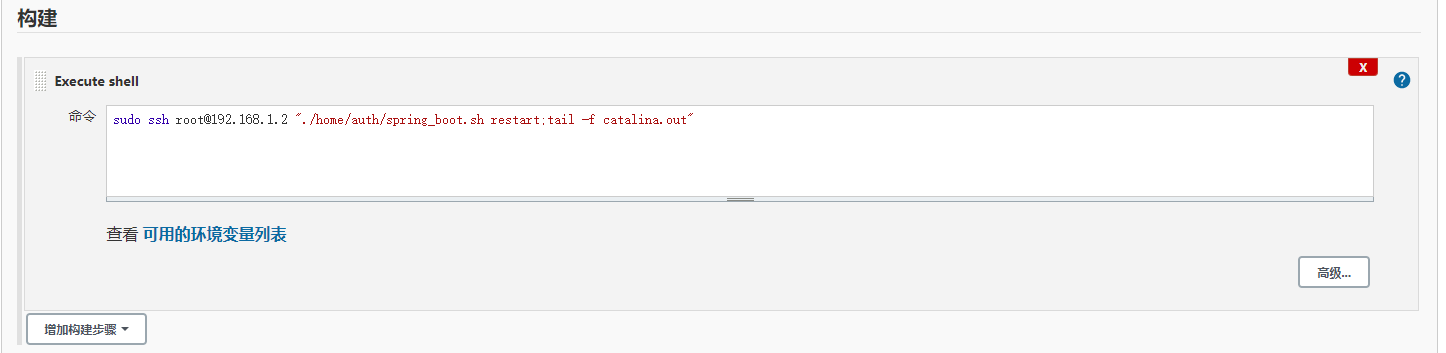 构建
Execute shell
X
?
命令
sudo ssh root@192.168.1.2 "./home/auth/spring_boot.sh restart;tail -f catalina.out"
查看 可用的环境变量列表
高级...
增加构建步骤